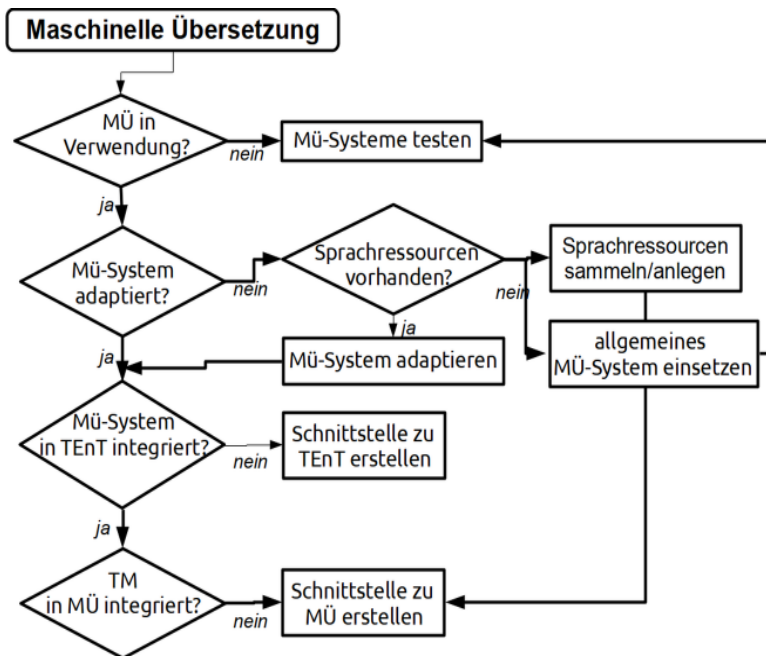 Maschinelle Übersetzung
MÜ in
Verwendung?
nein
Mü-Systeme testen
ja
Mü-System
adaptiert?
nein
Sprachressourcen
vorhanden?
nein
Sprachressourcen
sammeln/anlegen
ja
ja
Mü-System adaptieren
allgemeines
MÜ-System einsetzen
Mü-System
in TEnT integriert?
nein
Schnittstelle zu
TEnT erstellen
ja
TM
in MÜ integriert?
nein
Schnittstelle zu
MÜ erstellen